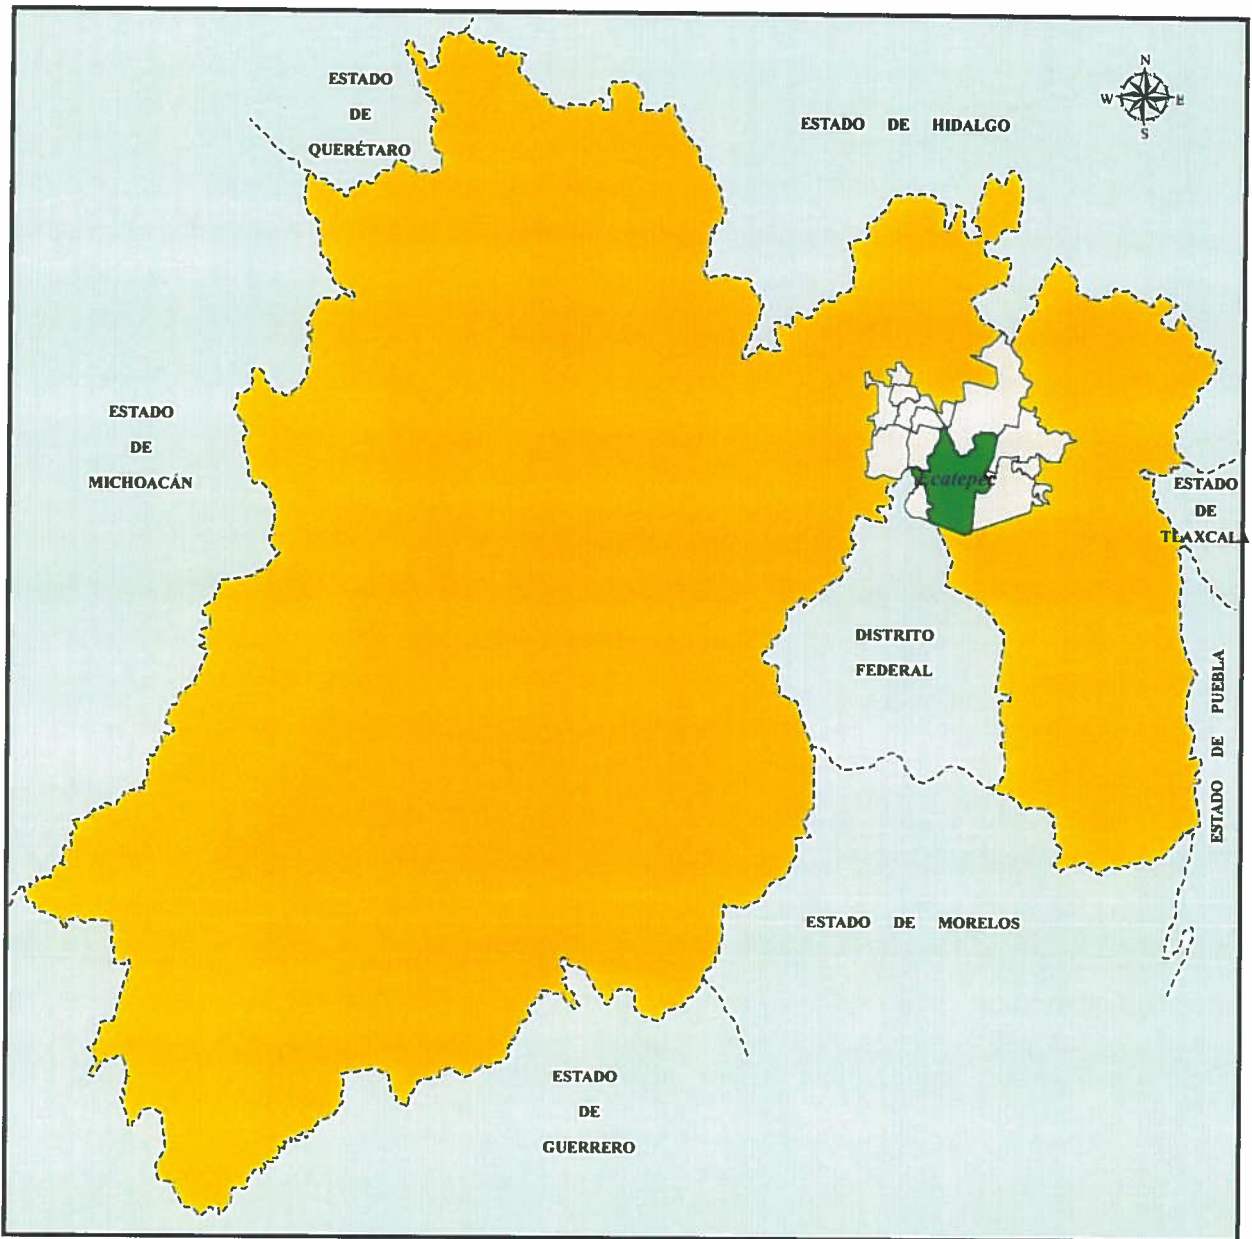 ESTADO
DE
QUERÉTARO
ESTADO DE HIDALGO
N
W E
S
ESTADO
DE
MICHOACÁN
Ecatepec
ESTADO
DE
TLAXCALA
DISTRITO
FEDERAL
ESTADO DE PUEBLA
ESTADO DE MORELOS
ESTADO
DE
GUERRERO